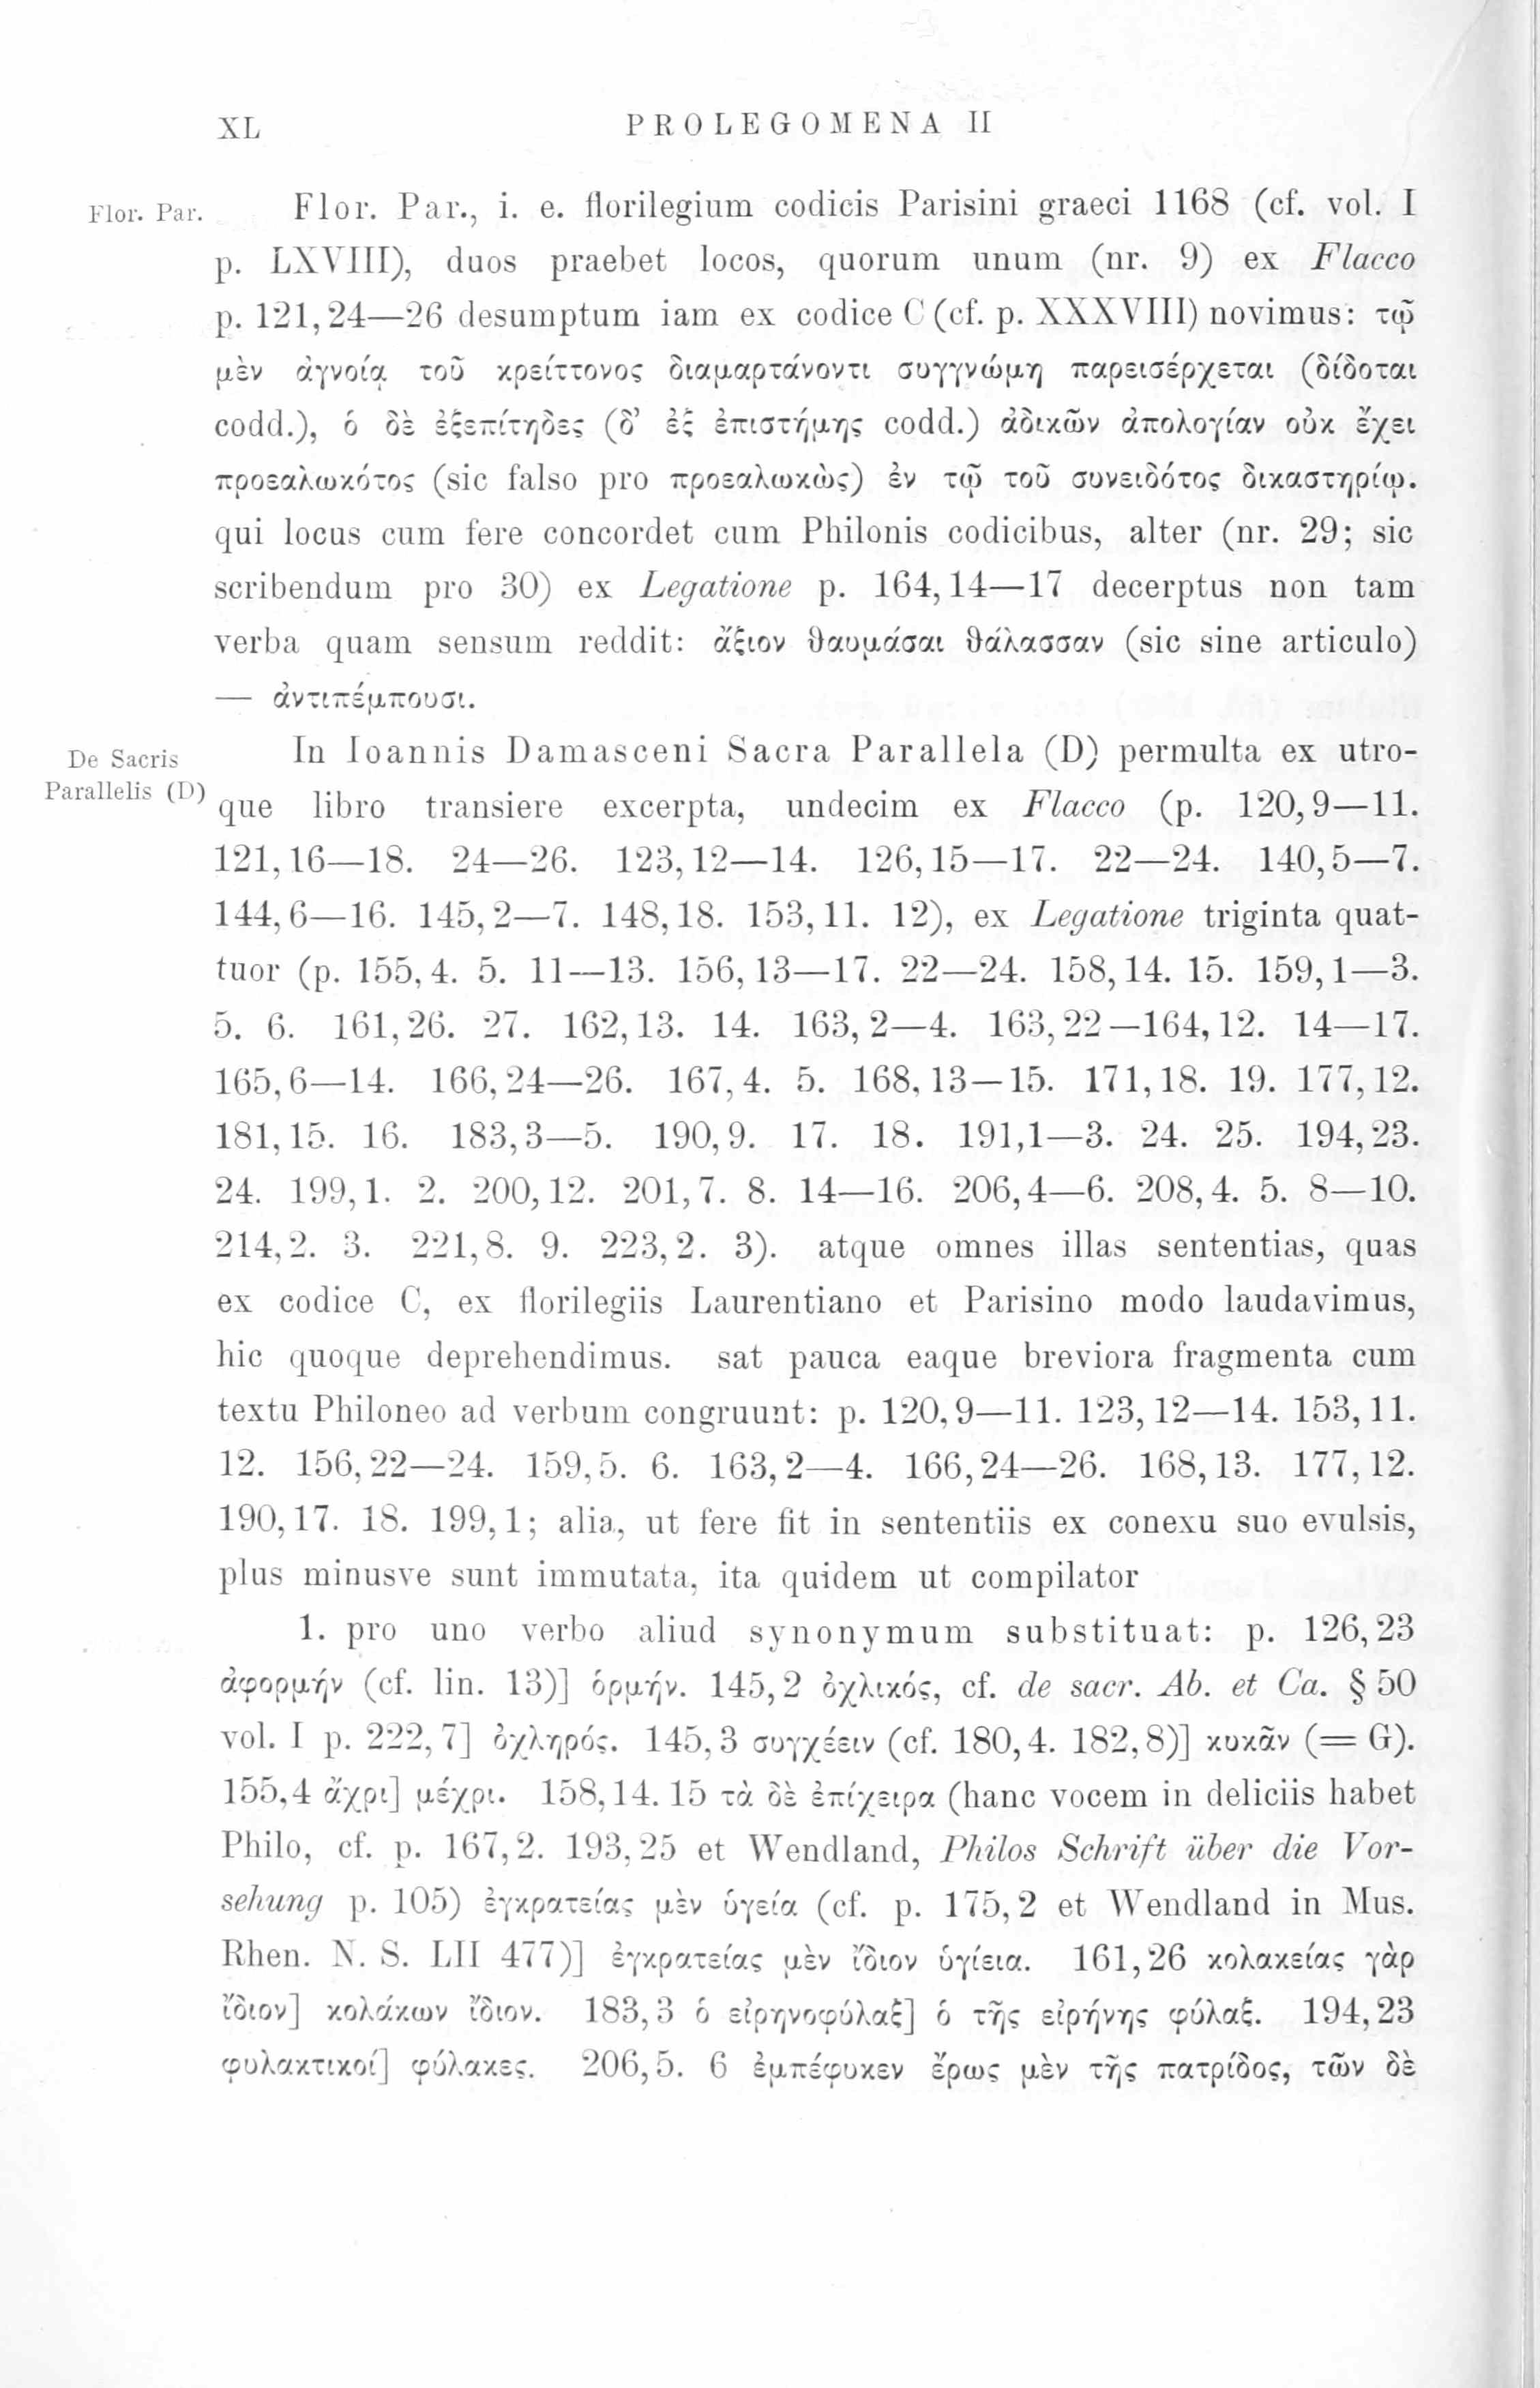 XL
PROLEGOMENA II
Flor. Par.
Flor. Par., i. e. florilegium codicis Parisini graeci 1168 (cf. vol. I
p. LXVIII), duos praebet locos, quorum unum (nr. 9) ex Flacco
p. 121,24—26 desumptum iam ex codice C (cf. p. XXXVIII) novimus: τῷ
μὲν ἀγνοίᾳ τοῦ κρείττονος διαμαρτάνοντι συγγνώμη παρεισέρχεται (δίδοται
codd.), ὁ δὲ ἐξεπίτηδες (δ’ ἐξ ἐπιστήμης codd.) ἀδικῶν ἀπολογίαν οὐκ ἔχει
προεαλωκότος (sic falso pro προεαλωκὼς) ἐν τῷ τοῦ συνειδότος δικαστηρίῳ.
qui locus cum fere concordet cum Philonis codicibus, alter (nr. 29; sic
scribendum pro 30) ex Legatione p. 164,14—17 decerptus non tam
verba quam sensum reddit: ἄξιον θαυμάσαι θάλασσαν (sic sine articulo)
— ἀντιπέμπουσι.
De Sacris
Parallelis (D)
In Ioannis Damasceni Sacra Parallela (D) permulta ex utro-
que libro transiere excerpta, undecim ex Flacco (p. 120,9—11.
121,16—18. 24—26. 123,12—14. 126,15—17. 22—24. 140,5—7.
144,6—16. 145,2—7. 148,18. 153,11. 12), ex Legatione triginta quat-
tuor (p. 155,4. 5. 11—13. 156,13—17. 22—24. 158,14. 15. 159,1—3.
5. 6. 161,26. 27. 162,13. 14. 163,2—4. 163,22—164,12. 14—17.
165,6—14. 166,24—26. 167,4. 5. 168,13—15. 171,18. 19. 177,12.
181,15. 16. 183,3—5. 190,9. 17. 18. 191,1—3. 24. 25. 194,23.
24. 199,1. 2. 200,12. 201,7. 8. 14—16. 206,4—6. 208,4. 5. 8—10.
214,2. 3. 221,8. 9. 223,2. 3). atque omnes illas sententias, quas
ex codice C, ex florilegiis Laurentiano et Parisino modo laudavimus,
hic quoque deprehendimus. sat pauca eaque breviora fragmenta cum
textu Philoneo ad verbum congruunt: p. 120,9—11. 123,12—14. 153,11.
12. 156,22—24. 159,5. 6. 163,2—4. 166,24—26. 168,13. 177,12.
190,17. 18. 199,1; alia, ut fere fit in sententiis ex conexu suo evulsis,
plus minusve sunt immutata, ita quidem ut compilator
1. pro uno verbo aliud synonymum substituat: p. 126,23
ἀφορμήν (cf. lin. 13)] ὁρμήν. 145,2 ὀχλικός, cf. de sacr. Ab. et Ca. § 50
vol. I p. 222,7] ὀχληρός. 145,3 συγχέειν (cf. 180,4. 182,8)] κυκᾶν (= G).
155,4 ἄχρι] μέχρι. 158,14. 15 τὰ δὲ ἐπίχειρα (hanc vocem in deliciis habet
Philo, cf. p. 167,2. 193,25 et Wendland, Philos Schrift über die Vor-
sehung p. 105) ἐγκρατείας μὲν ὑγεία (cf. p. 175,2 et Wendland in Mus.
Rhen. N. S. LII 477)] ἐγκρατείας μὲν ἴδιον ὑγίεια. 161,26 κολακείας γὰρ
ἴδιον] κολάκων ἴδιον. 183,3 ὁ εἰρηνοφύλαξ] ὁ τῆς εἰρήνης φύλαξ. 194,23
φυλακτικοί] φύλακες. 206,5. 6 ἐμπέφυκεν ἔρως μὲν τῆς πατρίδος, τῶν δὲ